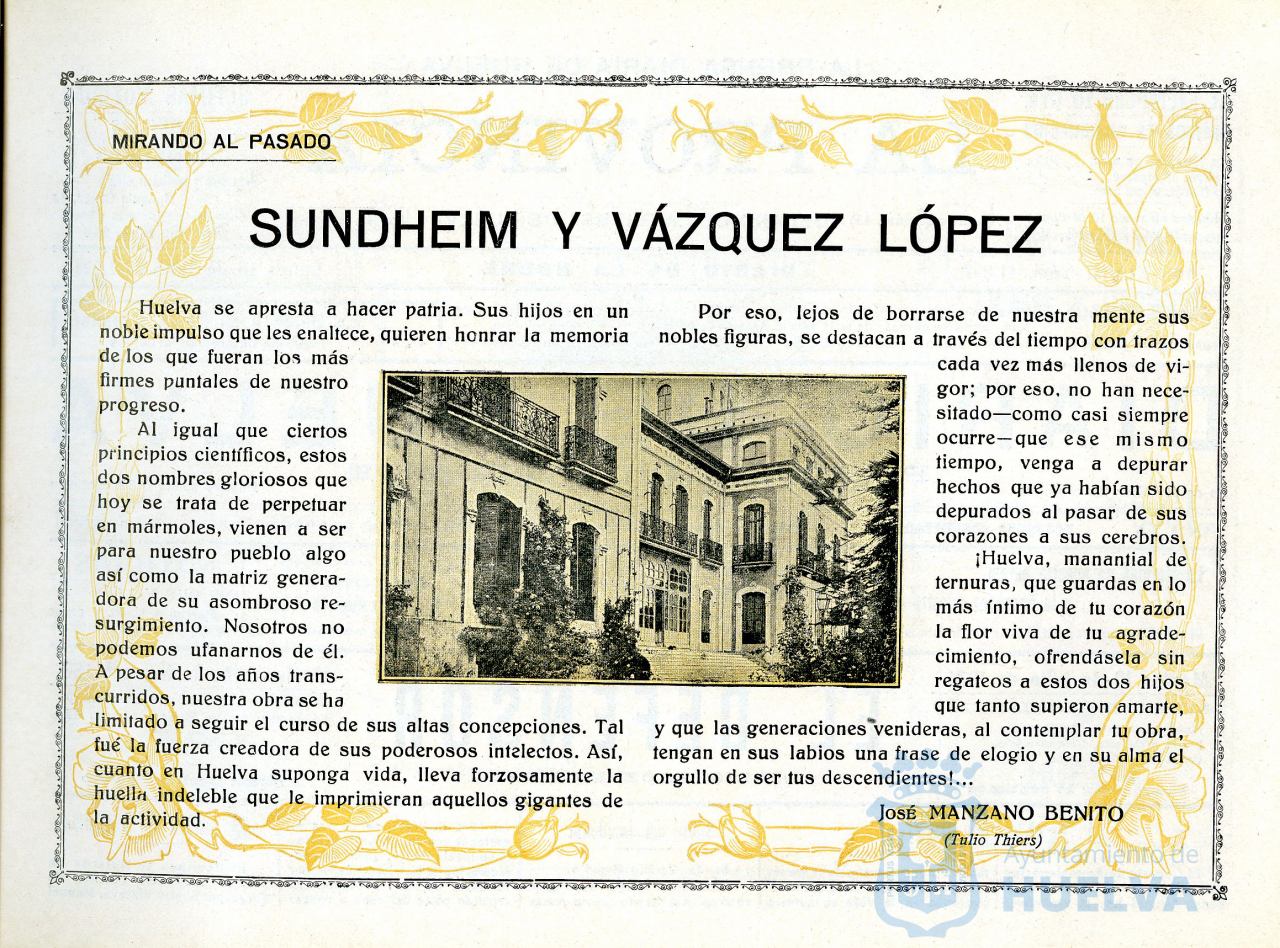 MIRANDO AL PASADO
SUNDHEIM Y VÁZQUEZ LÓPEZ
Huelva se apresta a hacer patria. Sus hijos en un
noble impulso que les enaltece, quieren honrar la memoria
de los que fueran los más
firmes puntales de nuestro
progreso.
Al igual que ciertos
principios científicos, estos
dos nombres gloriosos que
hoy se trata de perpetuar
en mármoles, vienen a ser
para nuestro pueblo algo
así como la matriz genera-
dora de su asombroso re-
surgimiento. Nosotros no
podemos ufanarnos de él.
A pesar de los años trans-
curridos, nuestra obra se ha
limitado a seguir el curso de sus altas concepciones. Tal
fué la fuerza creadora de sus poderosos intelectos. Así,
cuanto en Huelva suponga vida, lleva forzosamente la
huella indeleble que le imprimieran aquellos gigantes de
la actividad.
Por eso, lejos de borrarse de nuestra mente sus
nobles figuras, se destacan a través del tiempo con trazos
cada vez más llenos de vi-
gor; por eso, no han nece-
sitado—como casi siempre
ocurre—que ese mismo
tiempo, venga a depurar
hechos que ya habían sido
depurados al pasar de sus
corazones a sus cerebros.
¡Huelva, manantial de
ternuras, que guardas en lo
más íntimo de tu corazón
la flor viva de tu agrade-
cimiento, ofrendásela sin
regateos a estos dos hijos
que tanto supieron amarte,
y que las generaciones venideras, al contemplar tu obra,
tengan en sus labios una frase de elogio y en su alma el
orgullo de ser tus descendientes!...
José MANZANO BENITO
(Tulio Thiers)
Ayuntamiento de
HUELVA